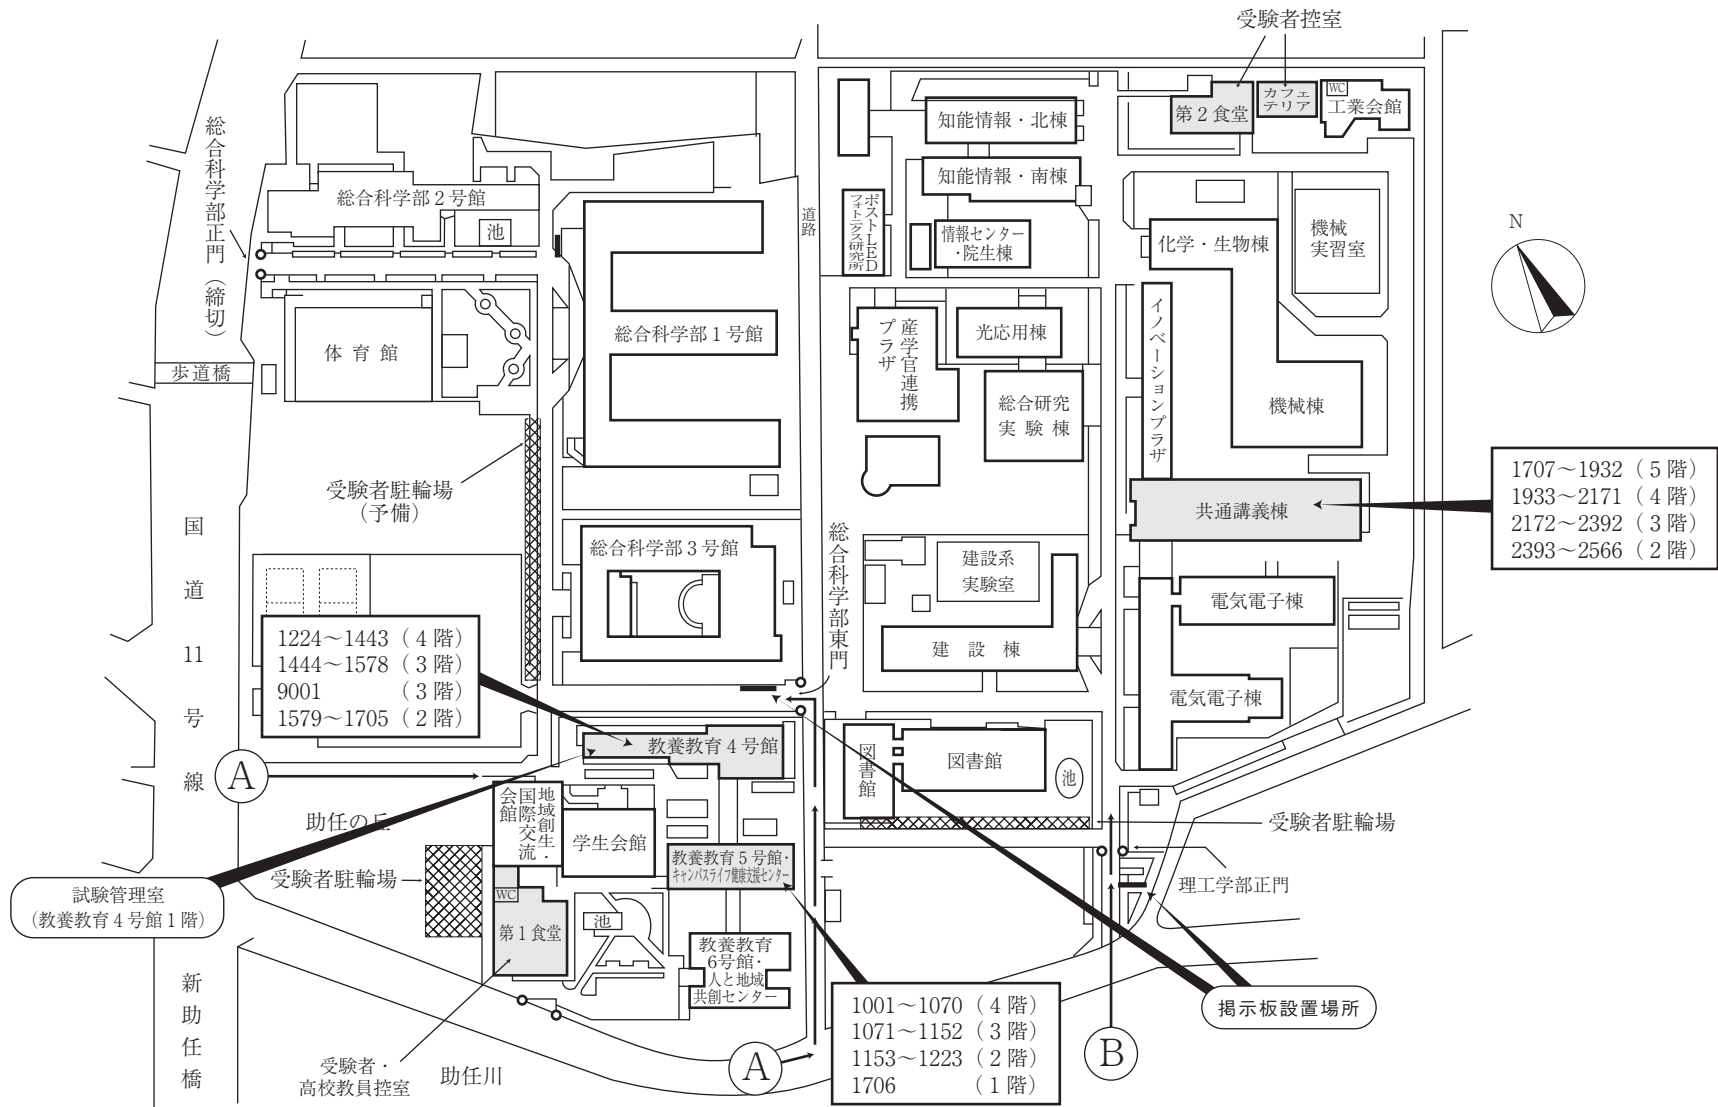 受験者控室
第２食堂
カフェ
テリア
WC
工業会館
知能情報・北棟
知能情報・南棟
総合科学部正門（締切）
総合科学部２号館
池
道路
ポストLED
フォトニクス研究所
情報センター
・院生棟
化学・生物棟
機械
実習室
N
総合科学部１号館
体育館
歩道橋
産学官連携
プラザ
光応用棟
イノベーションプラザ
総合研究
実験棟
機械棟
受験者駐輪場
（予備）
共通講義棟
1707～1932（５階）
1933～2171（４階）
2172～2392（３階）
2393～2566（２階）
国道11号線
総合科学部３号館
総合科学部東門
建設系
実験室
電気電子棟
建設棟
電気電子棟
1224～1443（４階）
1444～1578（３階）
9001（３階）
1579～1705（２階）
教養教育４号館
図書館
図書館
池
A
地域創生・
国際交流
会館
助任の丘
学生会館
受験者駐輪場
教養教育５号館・
キャンパスライフ健康支援センター
理工学部正門
受験者駐輪場
試験管理室
（教養教育４号館１階）
WC
第１食堂
池
教養教育
6号館・
人と地域
共創センター
新助任橋
1001～1070（４階）
1071～1152（３階）
1153～1223（２階）
1706（１階）
掲示板設置場所
受験者・
高校教員控室
助任川
A
B